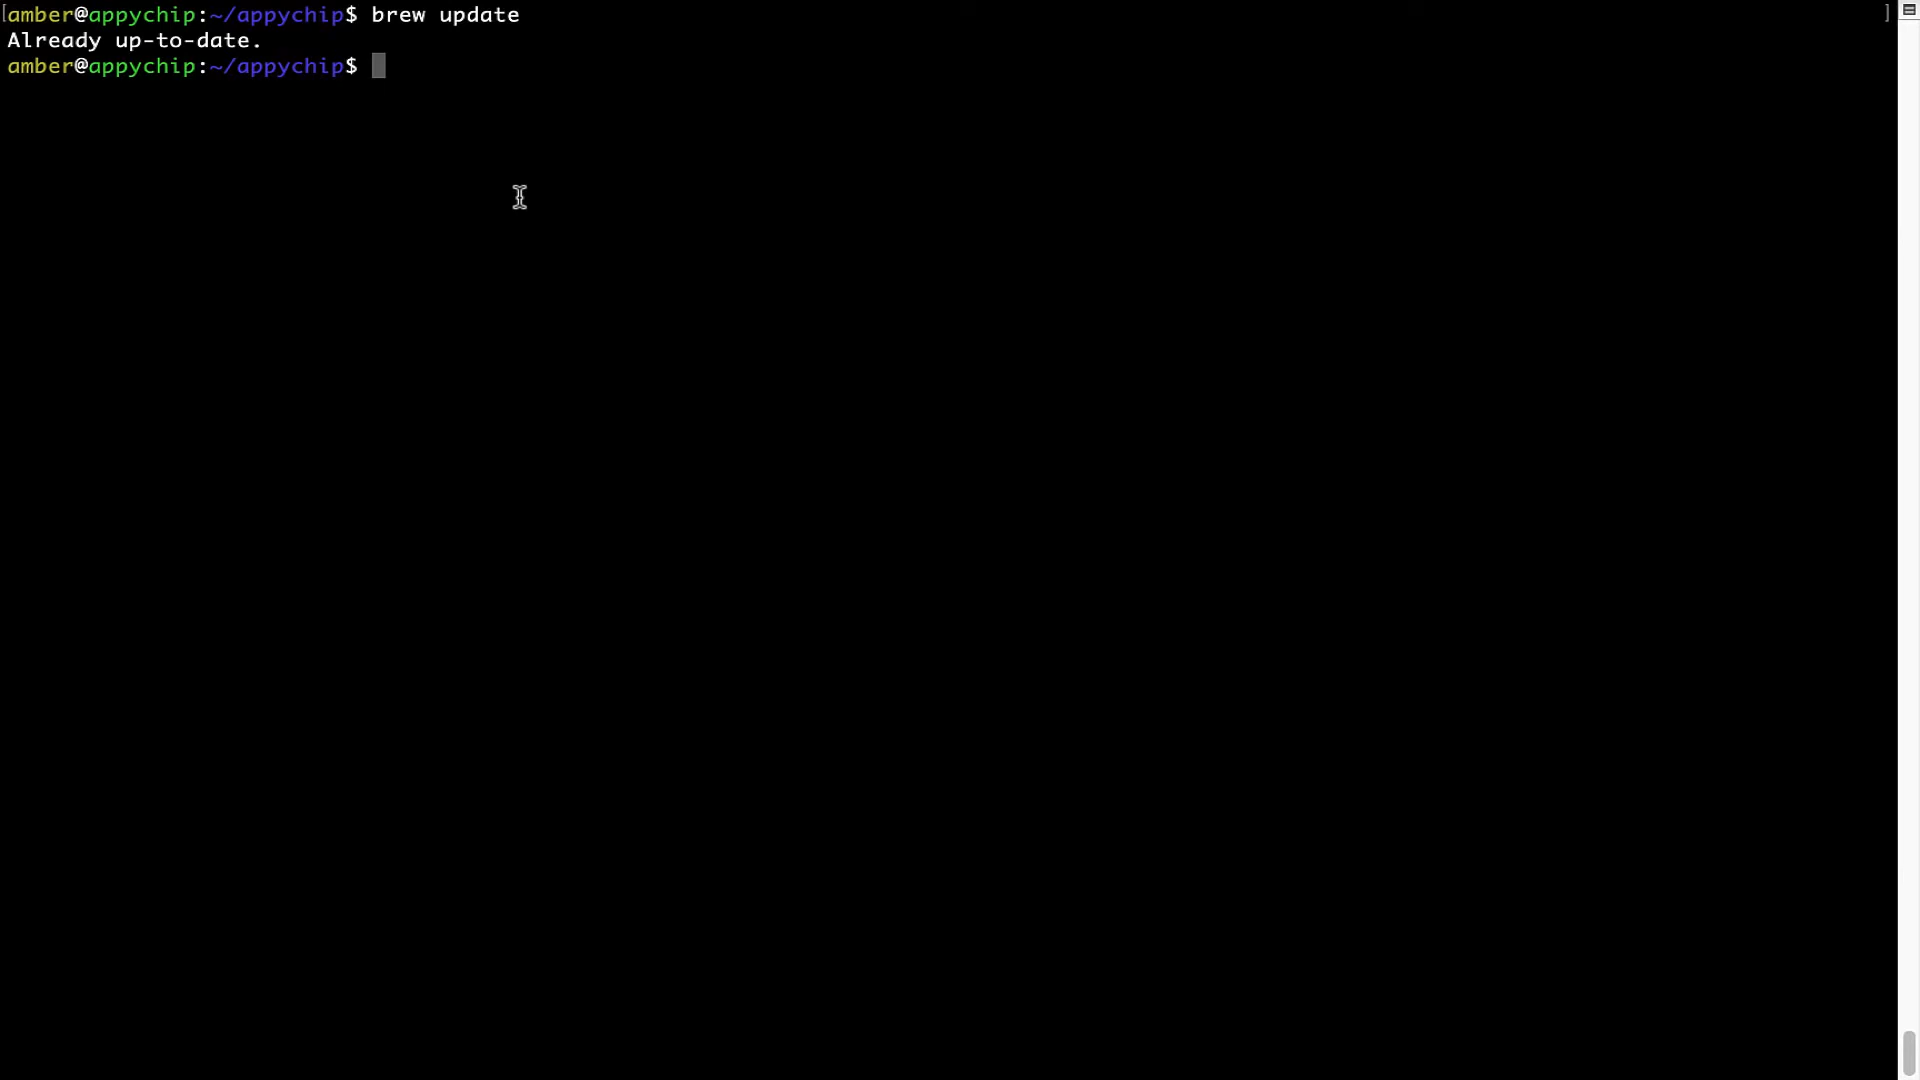 [amber@appychip:~/appychip$ brew update ]
Already up-to-date.
amber@appychip:~/appychip$